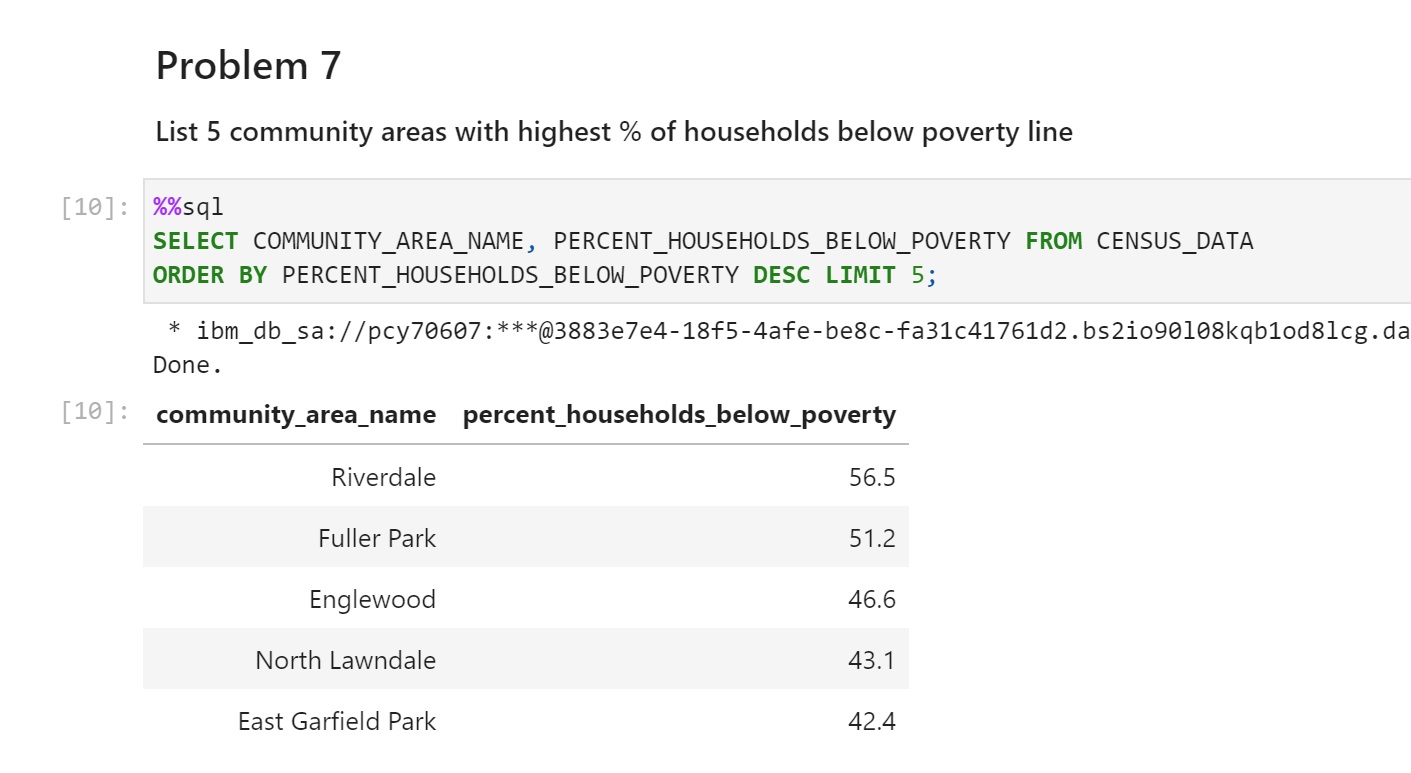 Problem 7
List 5 community areas with highest % of households below poverty line
[10]: %%sql
SELECT COMMUNITY_AREA_NAME, PERCENT_HOUSEHOLDS_BELOW_POVERTY FROM CENSUS_DATA
ORDER BY PERCENT_HOUSEHOLDS_BELOW_POVERTY DESC LIMIT 5;
* ibm_db_sa://pcy70607:***@3883e7e4-18f5-4afe-be8c-fa31c41761d2.bs2io90l08kqb1od8lcg.da
Done.
[10]: community_area_name percent_households_below_poverty
Riverdale 56.5
Fuller Park 51.2
Englewood 46.6
North Lawndale 43.1
East Garfield Park 42.4